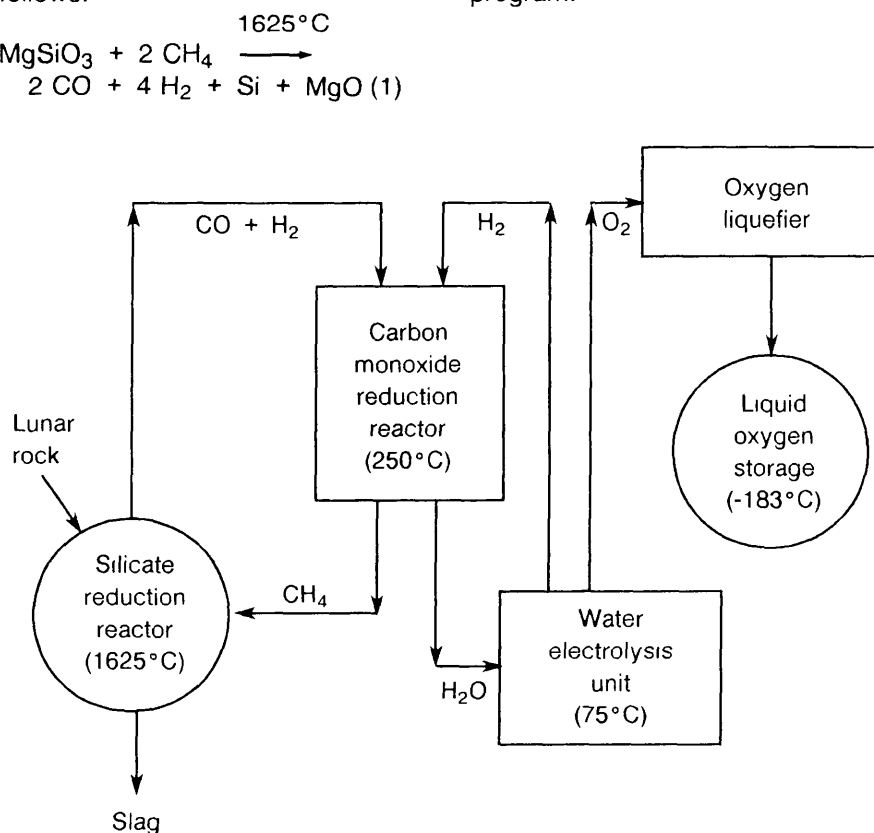 follows:
program.
1625°C
MgSiO₃ + 2 CH₄
2 CO + 4 H₂ + Si + MgO (1)
CO + H₂
H₂
O₂
Oxygen
liquefier
Carbon
monoxide
reduction
reactor
(250°C)
Liquid
oxygen
storage
(-183°C)
Lunar
rock
Silicate
reduction
reactor
(1625°C)
CH₄
H₂O
Water
electrolysis
unit
(75°C)
Slag